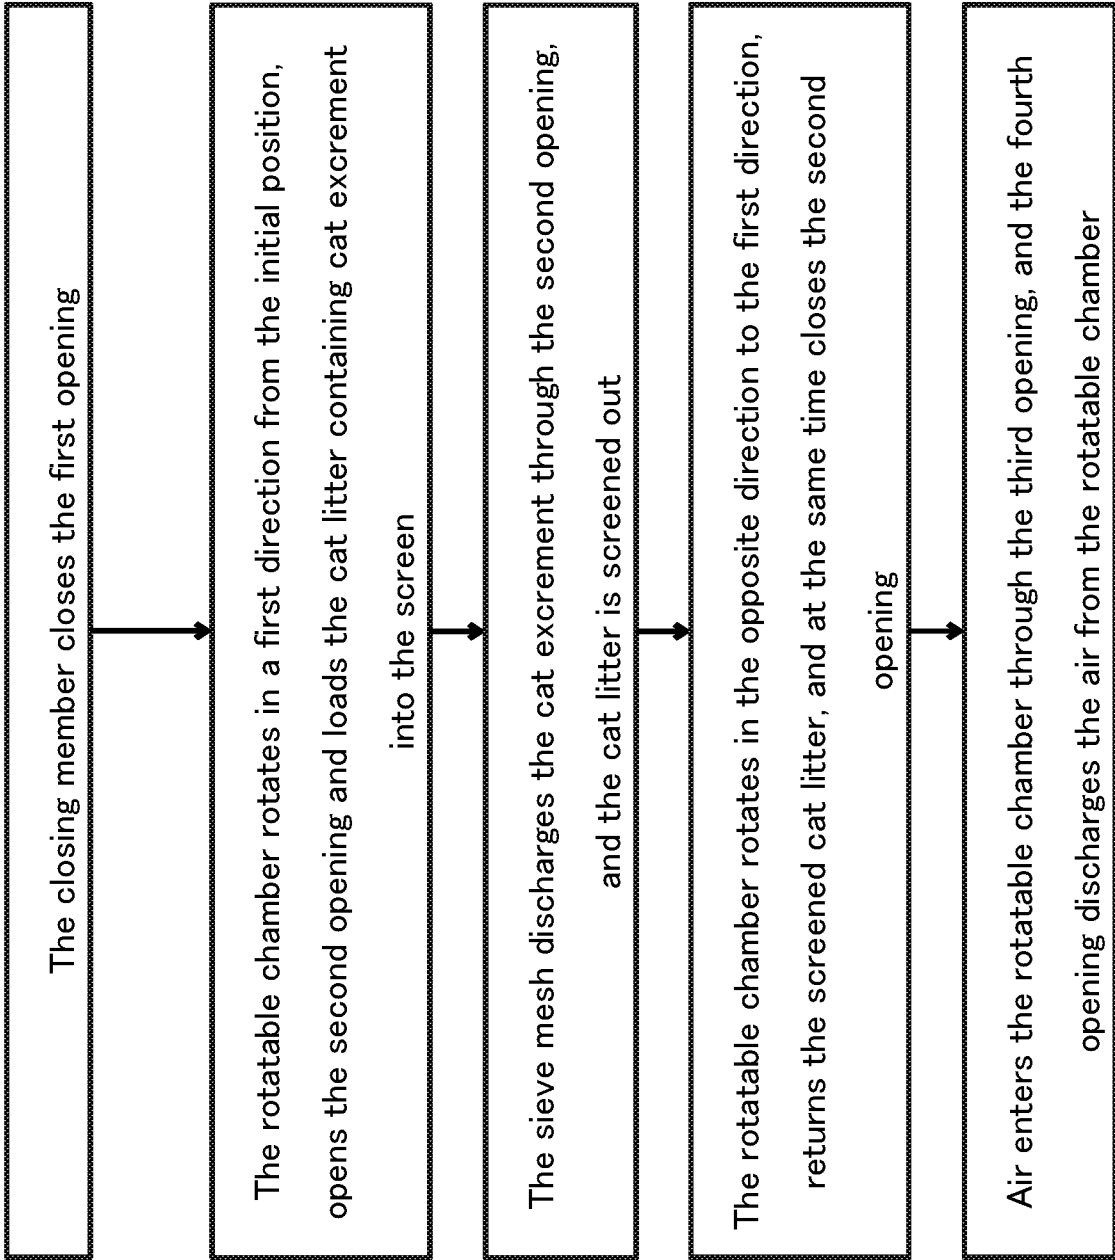 The closing member closes the first opening
The rotatable chamber rotates in a first direction from the initial position,
opens the second opening and loads the cat litter containing cat excrement
into the screen
The sieve mesh discharges the cat excrement through the second opening,
and the cat litter is screened out
The rotatable chamber rotates in the opposite direction to the first direction,
returns the screened cat litter, and at the same time closes the second
opening
Air enters the rotatable chamber through the third opening, and the fourth
opening discharges the air from the rotatable chamber